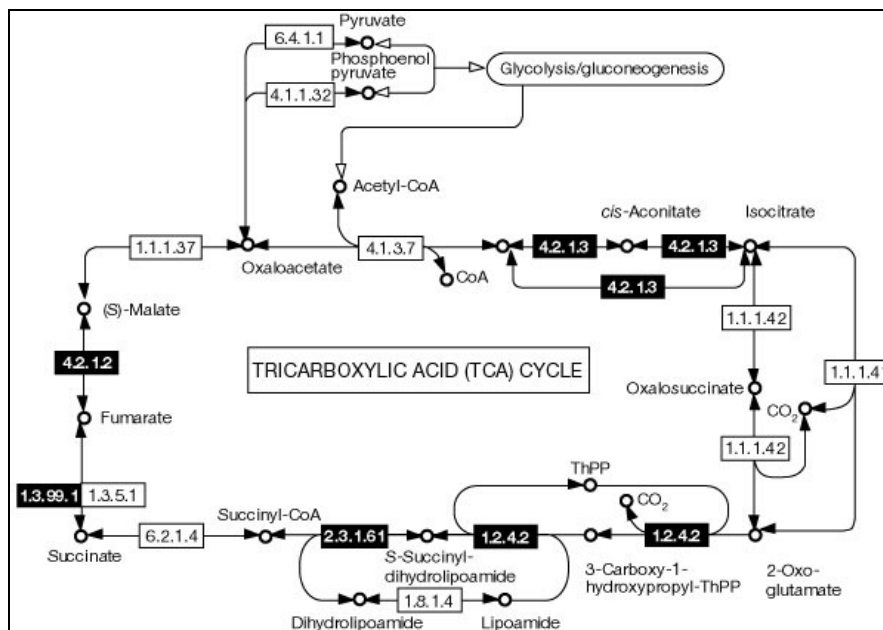 Pyruvate
6.4.1.1
Phosphoenol
pyruvate
Glycolysis/gluconeogenesis
4.1.1.32
Acetyl-CoA
cis-Aconitate
Isocitrate
1.1.1.37
4.1.3.7
4.2.1.3
4.2.1.3
Oxaloacetate
CoA
4.2.1.3
(S)-Malate
1.1.1.42
4.2.1.2
TRICARBOXYLIC ACID (TCA) CYCLE
Oxalosuccinate
1.1.1.41
CO2
Fumarate
1.1.1.42
ThPP
1.3.99.1
1.3.5.1
CO2
Succinyl-CoA
6.2.1.4
2.3.1.61
1.2.4.2
1.2.4.2
Succinate
S-Succinyl-
dihydrolipoamide
3-Carboxy-1-
hydroxypropyl-ThPP
2-Oxo-
glutamate
1.8.1.4
Dihydrolipoamide
Lipoamide